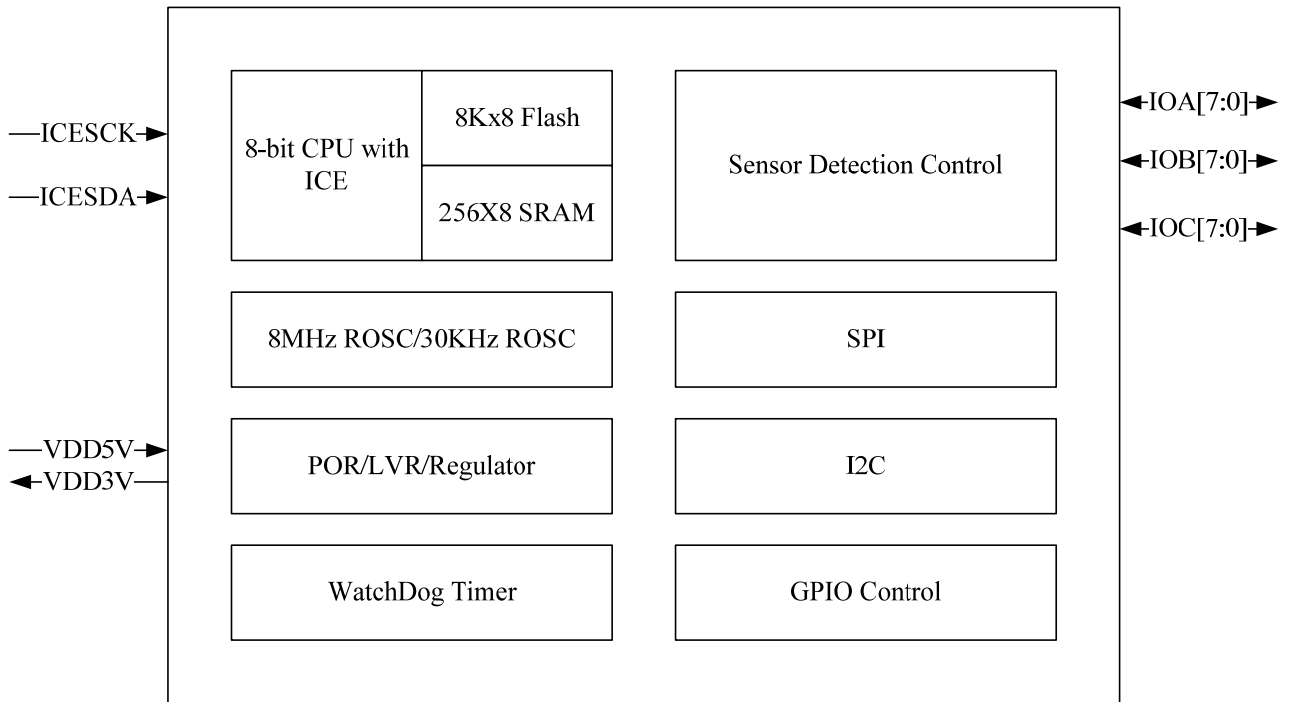 ICESCK
ICESDA
VDD5V
VDD3V
8-bit CPU with
ICE
8Kx8 Flash
256X8 SRAM
8MHz ROSC/30KHz ROSC
POR/LVR/Regulator
WatchDog Timer
Sensor Detection Control
SPI
I2C
GPIO Control
IOA[7:0]
IOB[7:0]
IOC[7:0]